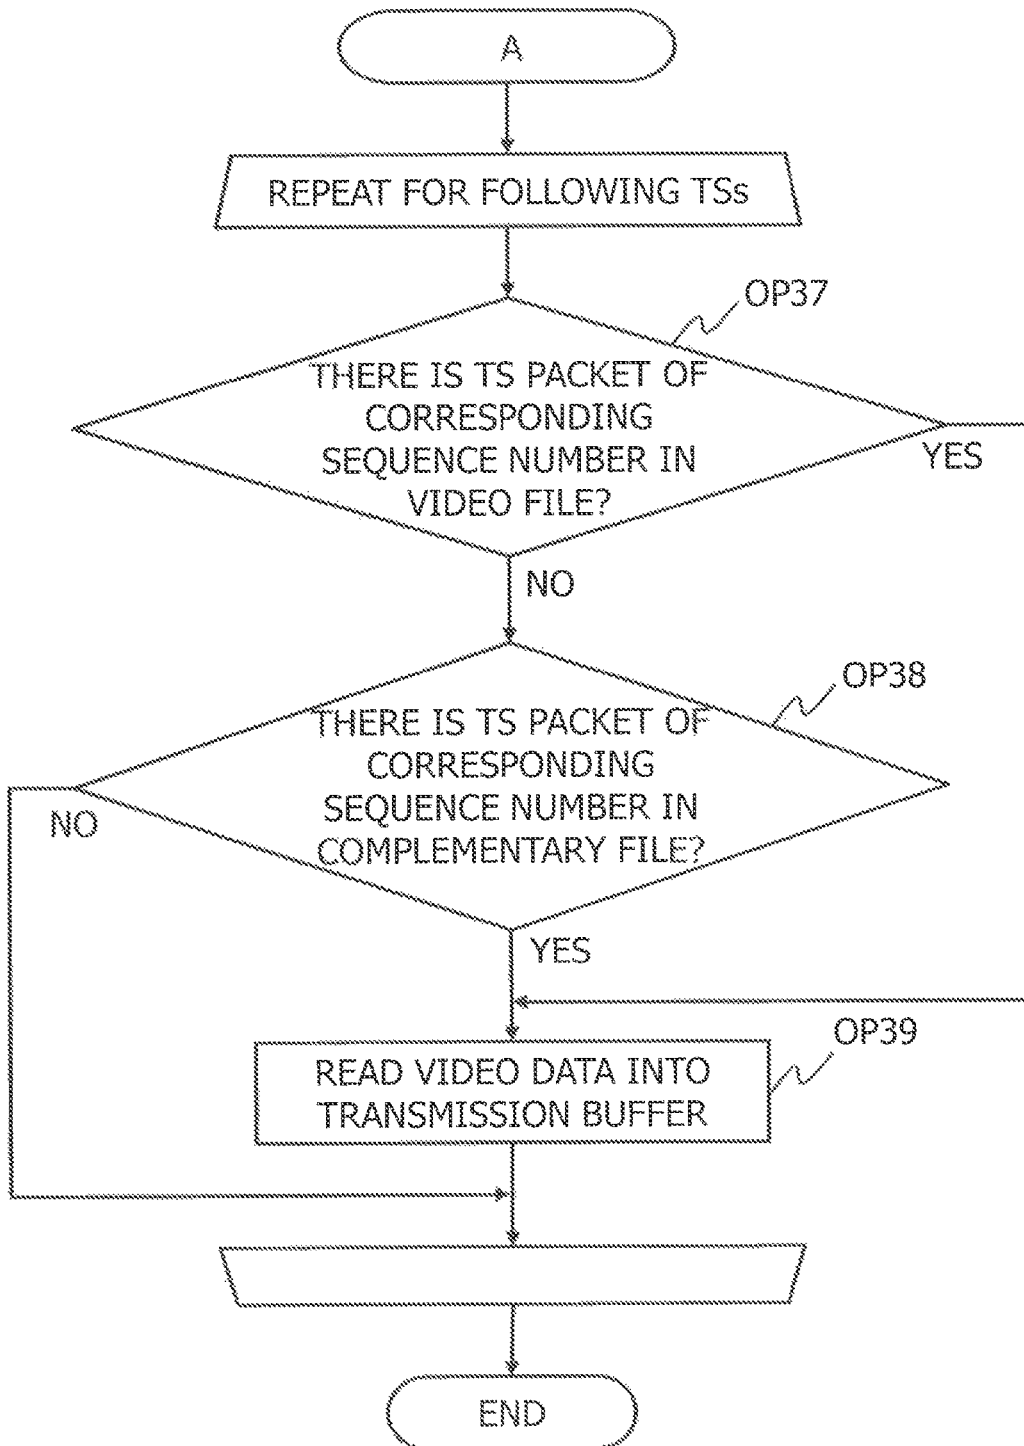 A
REPEAT FOR FOLLOWING TSs
OP37
THERE IS TS PACKET OF
CORRESPONDING
SEQUENCE NUMBER IN
VIDEO FILE?
YES
NO
OP38
THERE IS TS PACKET OF
CORRESPONDING
SEQUENCE NUMBER IN
COMPLEMENTARY FILE?
NO
YES
OP39
READ VIDEO DATA INTO
TRANSMISSION BUFFER
END